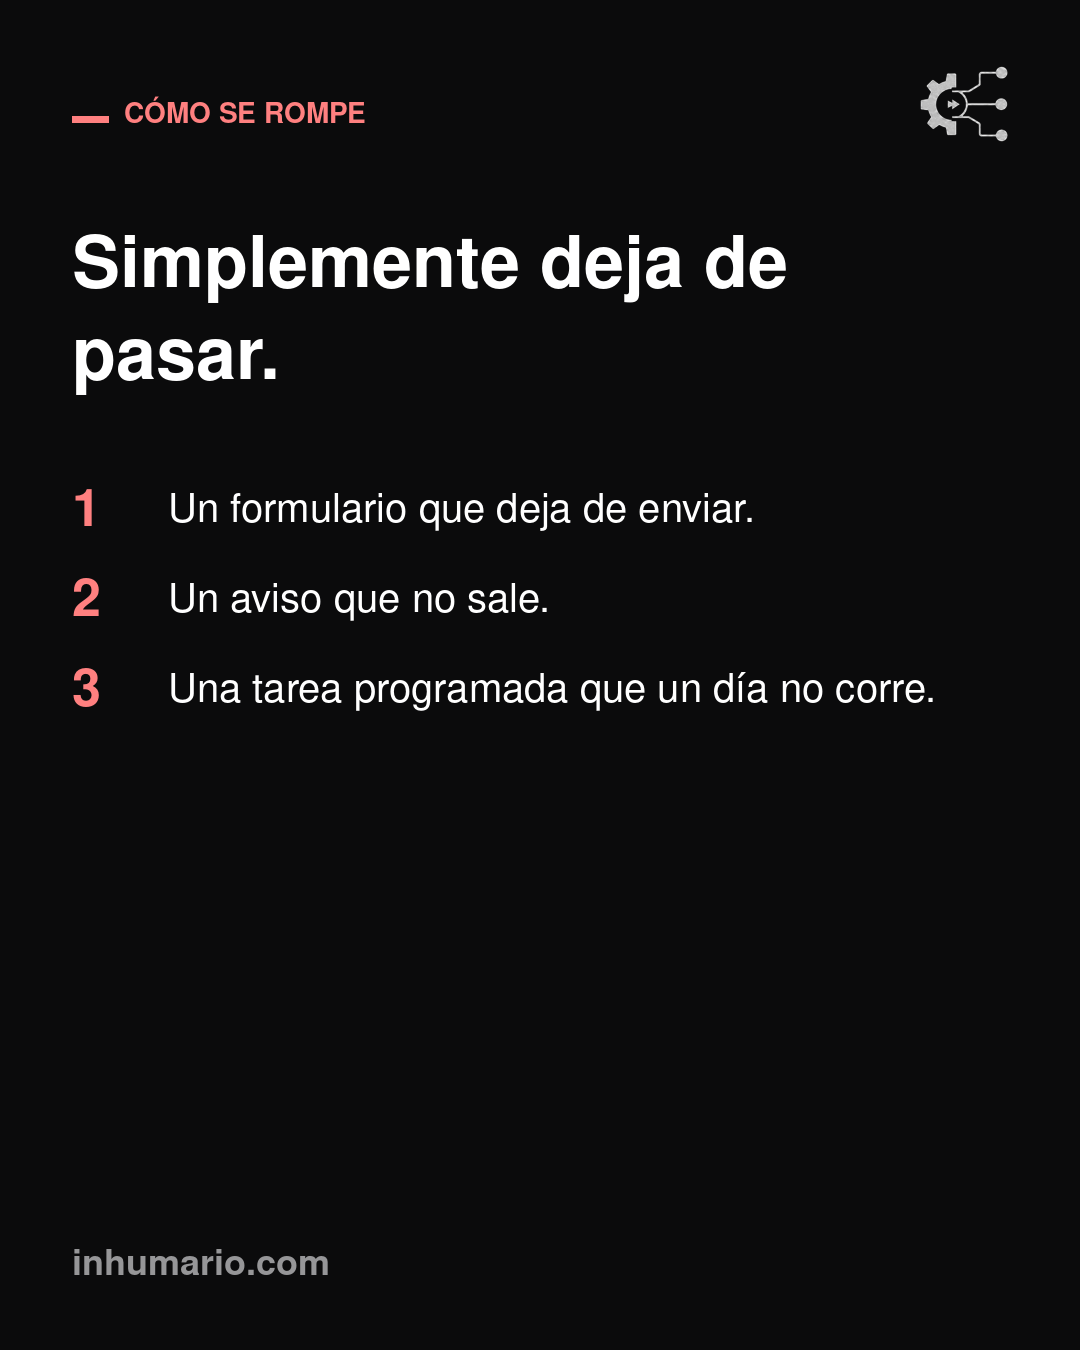 CÓMO SE ROMPE
Simplemente deja de
pasar.
1 Un formulario que deja de enviar.
2 Un aviso que no sale.
3 Una tarea programada que un día no corre.
inhumario.com